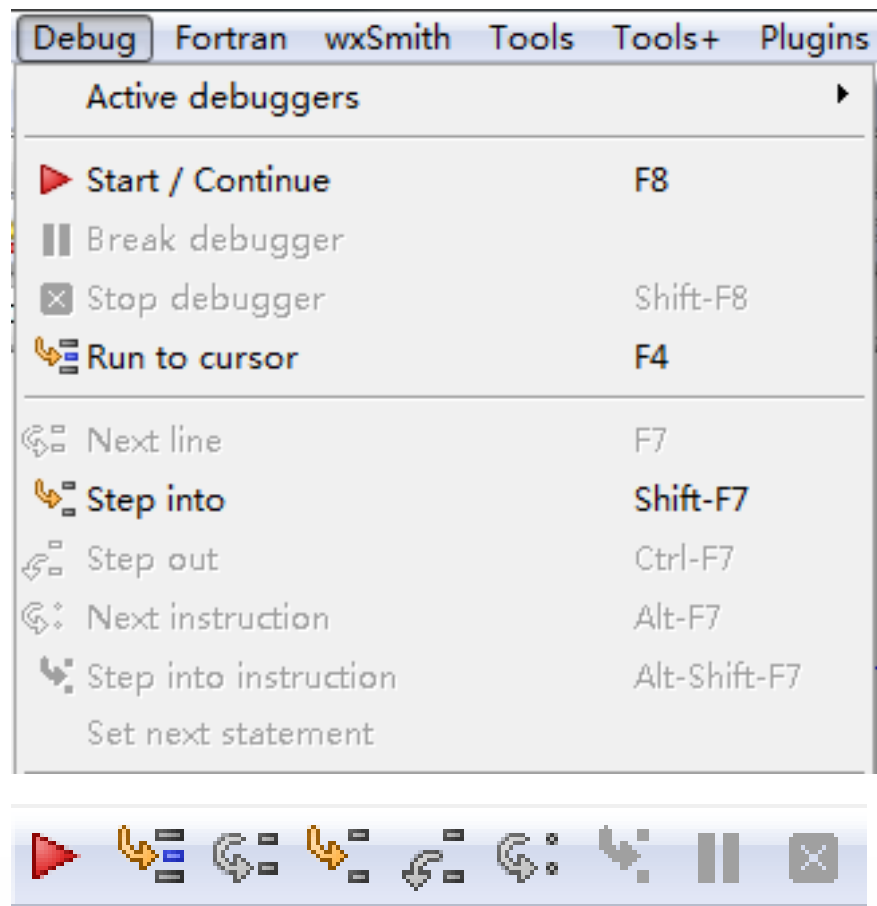 Debug Fortran wxSmith Tools Tools+ Plugins
Active debuggers
Start / Continue F8
Break debugger
Stop debugger Shift-F8
Run to cursor F4
Next line F7
Step into Shift-F7
Step out Ctrl-F7
Next instruction Alt-F7
Step into instruction Alt-Shift-F7
Set next statement